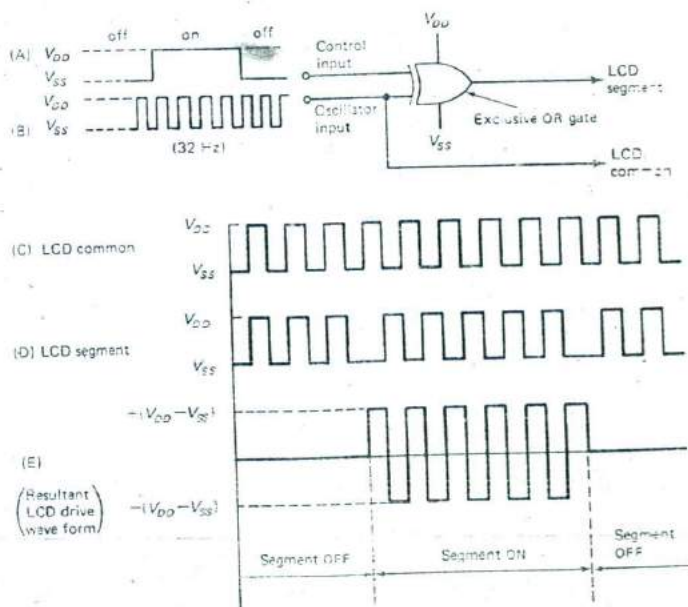 off on off
(A) V_DD
V_SS
Control
input
V_DD
LCD
segment
V_DD
(B) V_SS
(32 Hz)
Oscillator
input
V_SS
Exclusive OR gate
LCD
common
V_DD
(C) LCD common
V_SS
V_DD
(D) LCD segment
V_SS
-(V_DD - V_SS)
(E)
(Resultant
LCD drive
wave form)
-(V_DD - V_SS)
Segment OFF
Segment ON
Segment
OFF